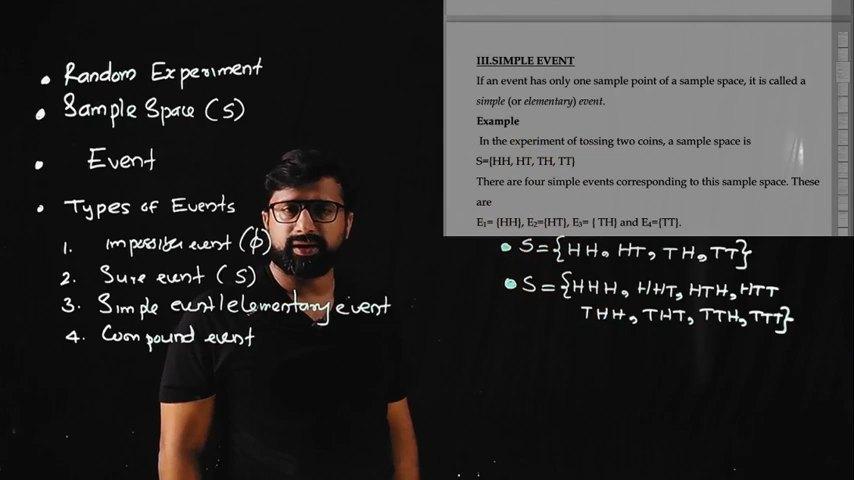 • Random Experiment
• Sample Space (S)
• Event
• Types of Events
1. impossible event (ϕ)
2. Sure event (S)
3. Simple event/elementary event
4. Compound event
III.SIMPLE EVENT
If an event has only one sample point of a sample space, it is called a
simple (or elementary) event.
Example
In the experiment of tossing two coins, a sample space is
S={HH, HT, TH, TT}
There are four simple events corresponding to this sample space. These
are
E₁= {HH}, E₂={HT}, E₃= { TH} and E₄={TT}.
• S = {HH, HT, TH, TT}
• S = {HHH, HHT, HTH, HTT
THH, THT, TTH, TTT}